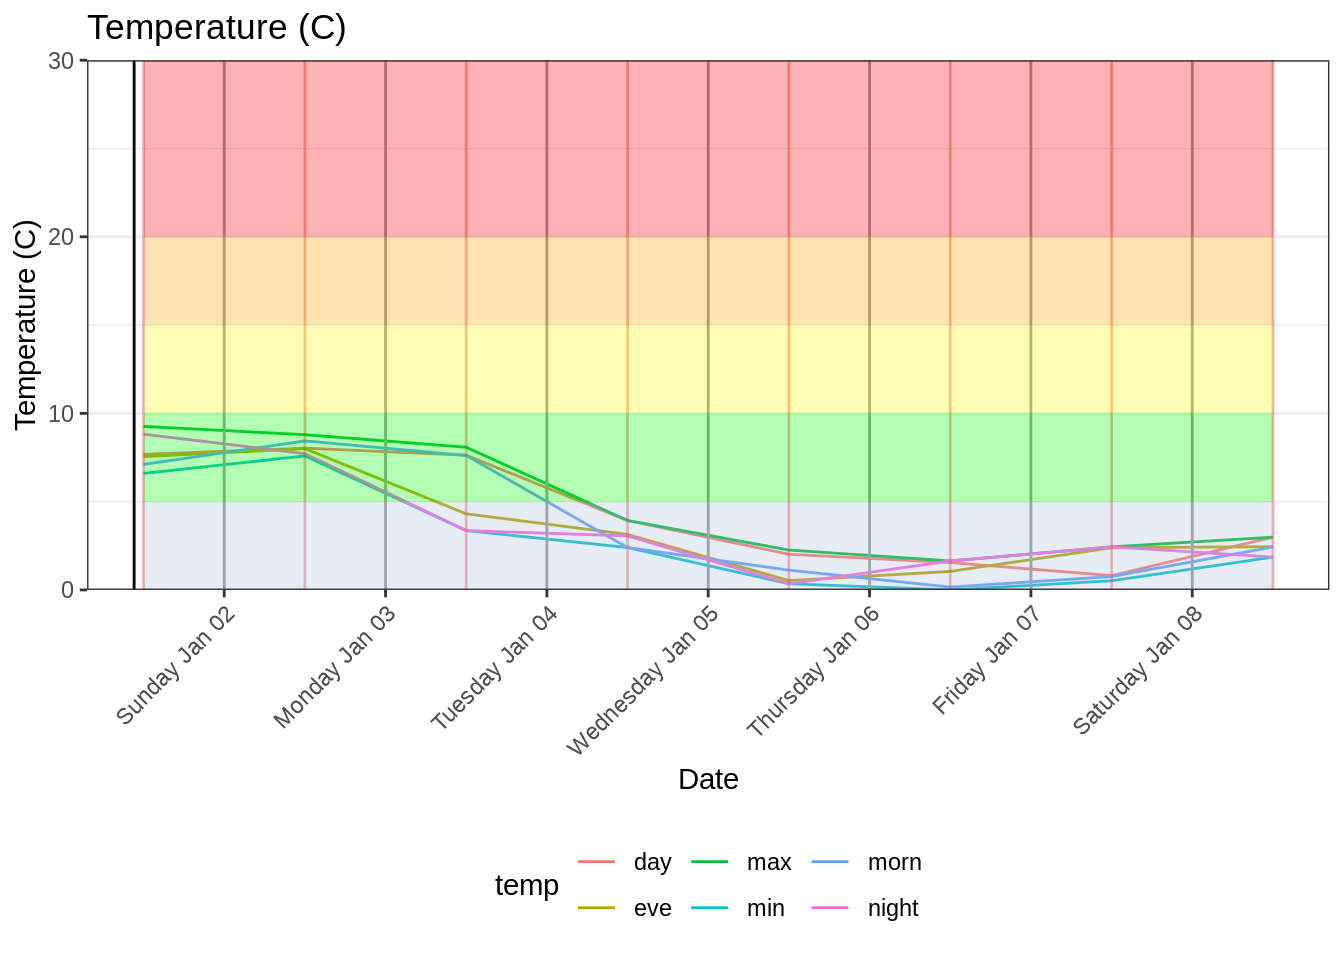 Temperature (C)
Temperature (C)
30
20
10
0
Sunday Jan 02
Monday Jan 03
Tuesday Jan 04
Wednesday Jan 05
Thursday Jan 06
Friday Jan 07
Saturday Jan 08
Date
temp
day max morn
eve min night